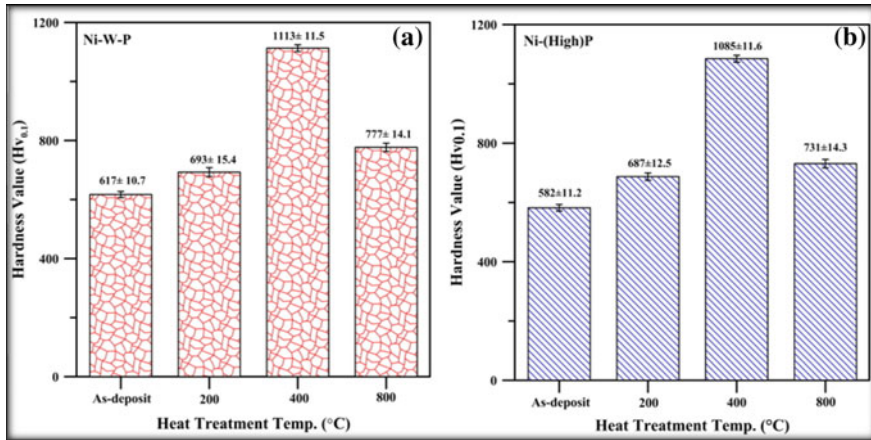 Ni-W-P
(a)
1200
800
400
0
Hardness Value (Hv0.1)
617± 10.7
693± 15.4
1113± 11.5
777± 14.1
As-deposit 200 400 800
Heat Treatment Temp. (°C)
Ni-(High)P
(b)
1200
800
400
0
Hardness Value (Hv0.1)
582±11.2
687±12.5
1085±11.6
731±14.3
As-deposit 200 400 800
Heat Treatment Temp. (°C)